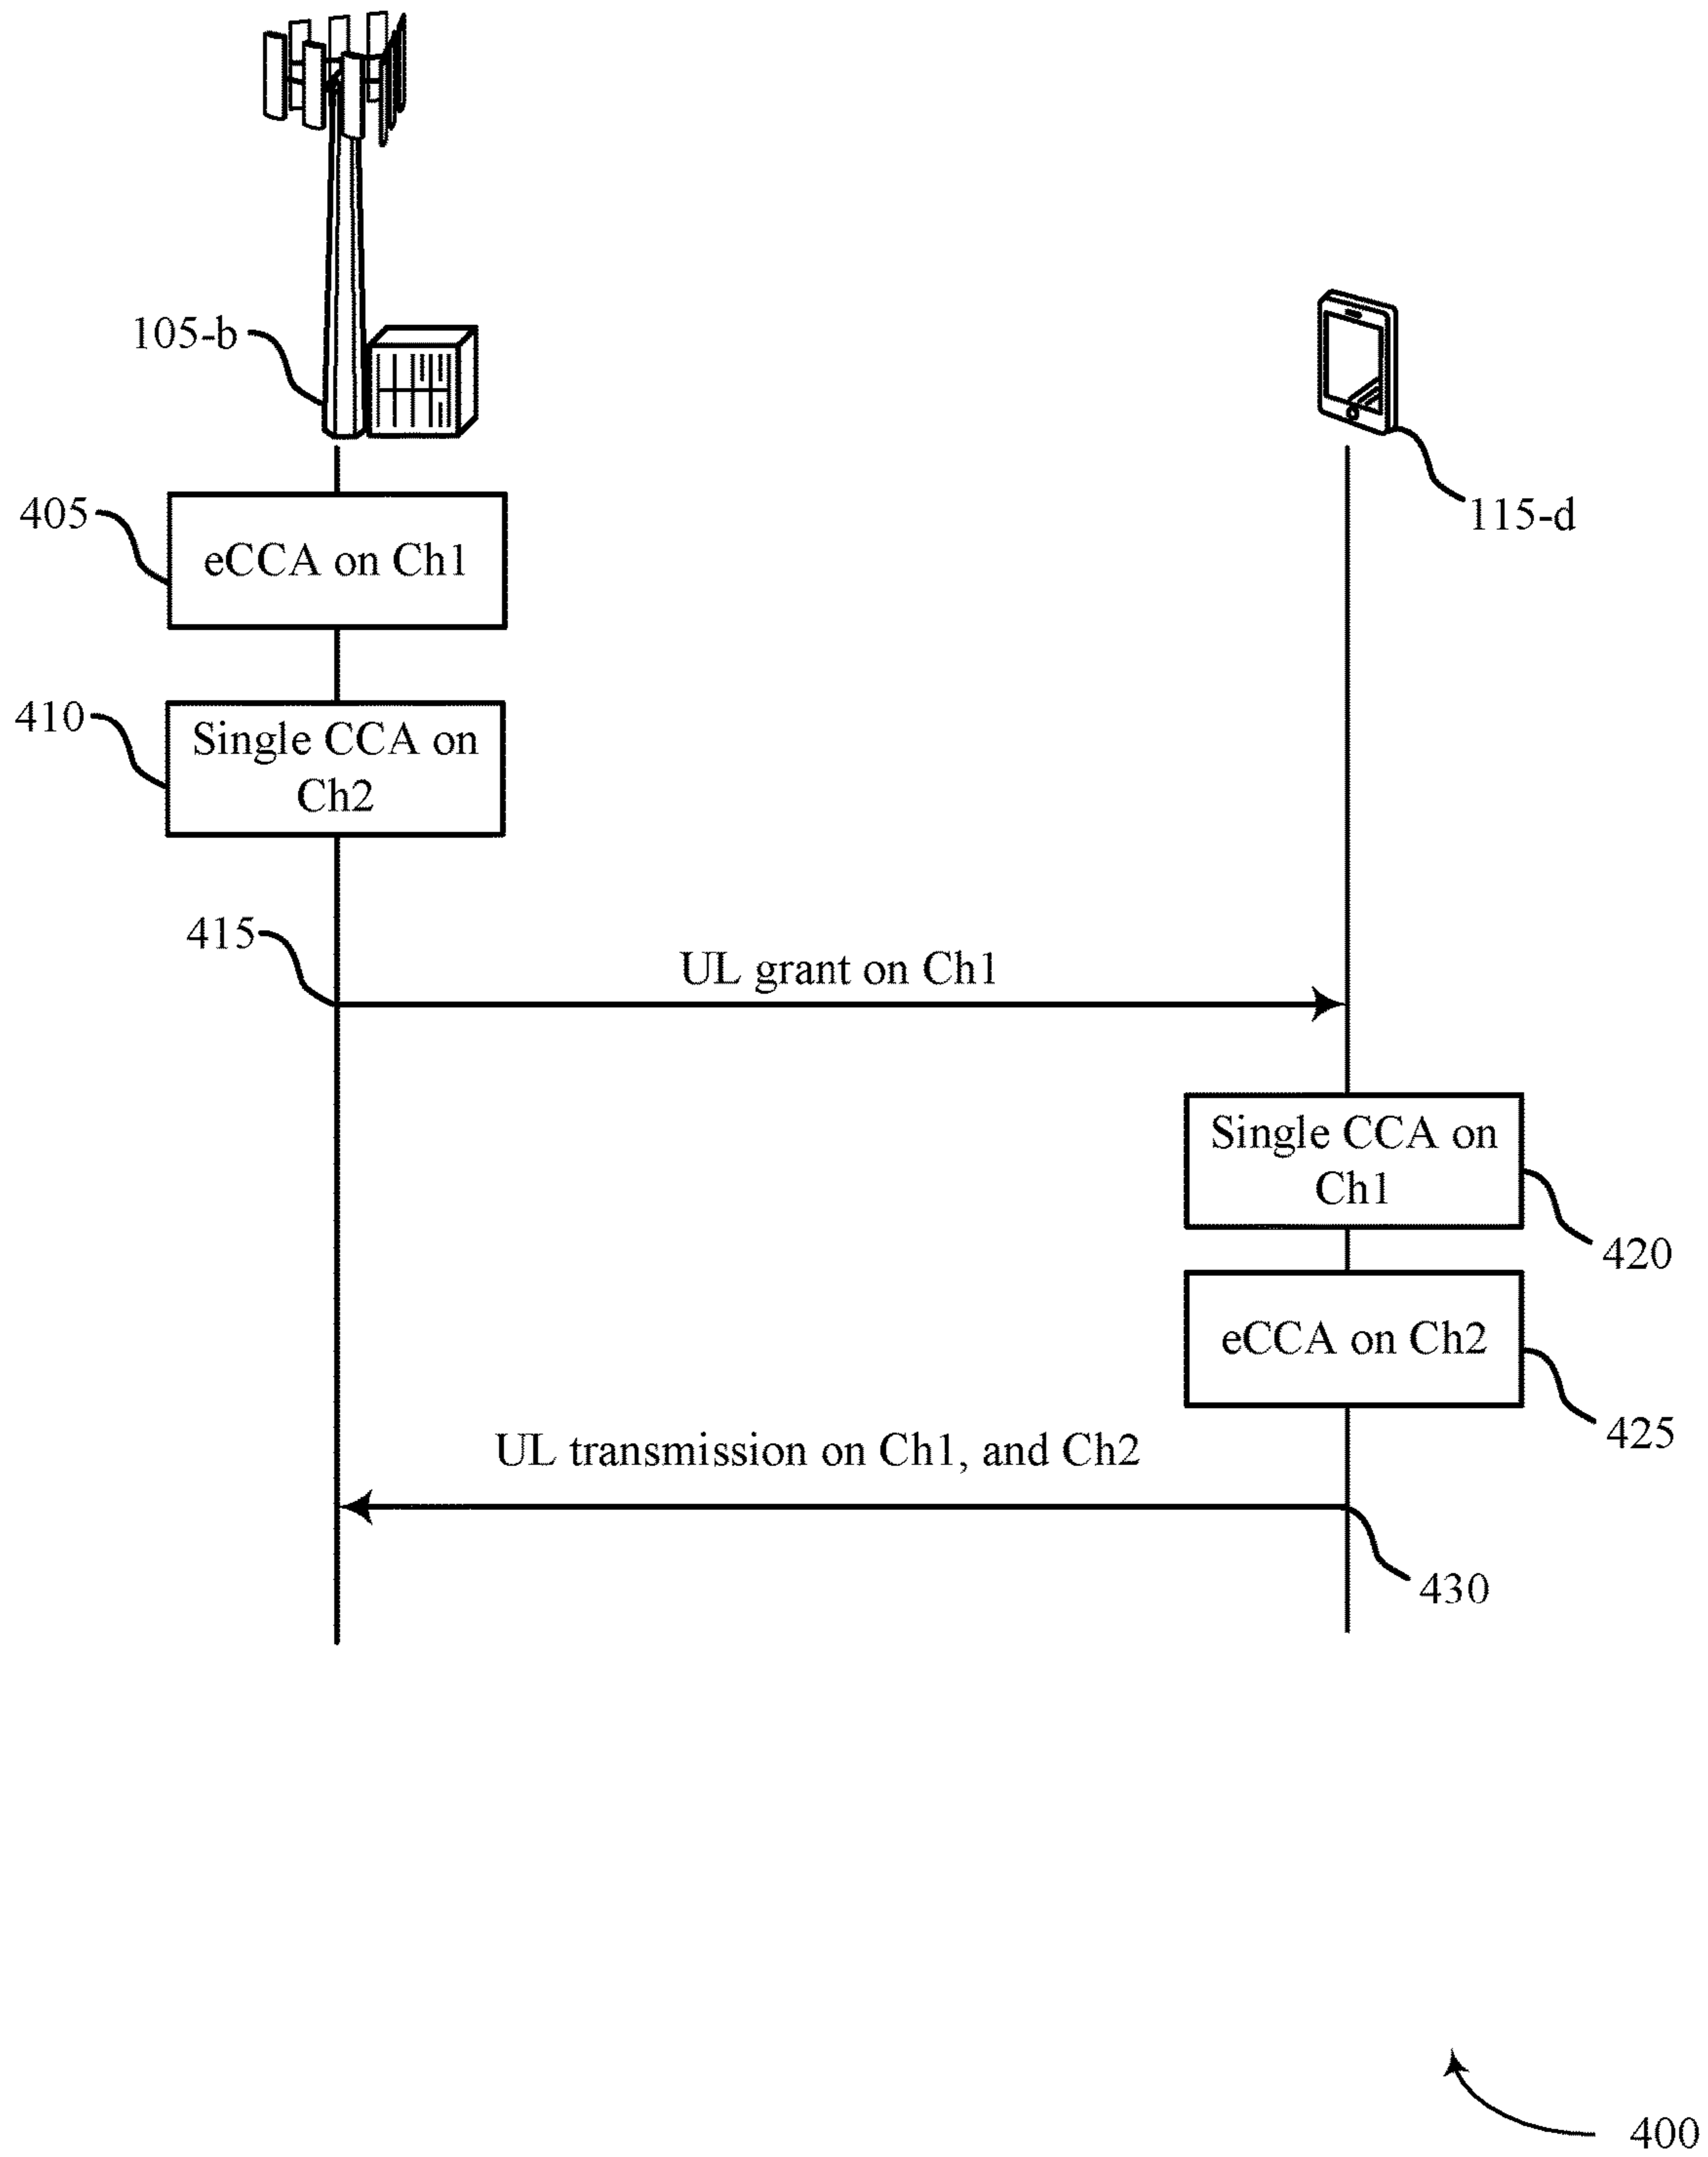 105-b
115-d
405
eCCA on Ch1
410
Single CCA on
Ch2
415
UL grant on Ch1
Single CCA on
Ch1
420
eCCA on Ch2
425
UL transmission on Ch1, and Ch2
430
400